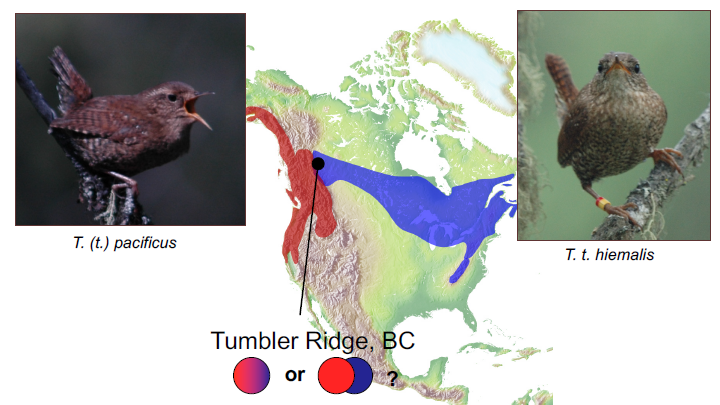 T. (t.) pacificus
T. t. hiemalis
Tumbler Ridge, BC
or
?